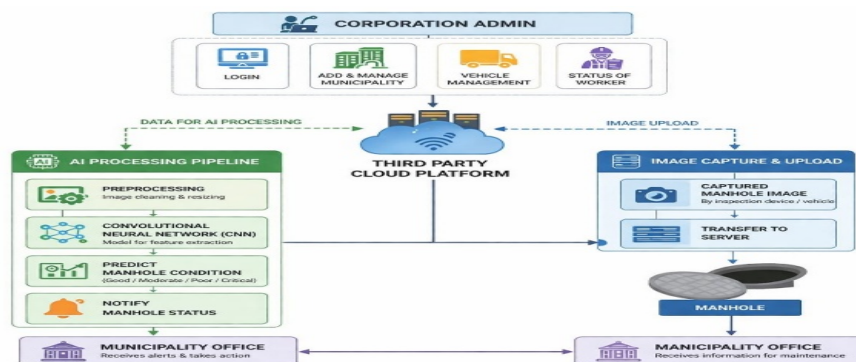 CORPORATION ADMIN
LOGIN
ADD & MANAGE
MUNICIPALITY
VEHICLE
MANAGEMENT
STATUS OF
WORKER
DATA FOR AI PROCESSING
IMAGE UPLOAD
THIRD PARTY
CLOUD PLATFORM
AI
AI PROCESSING PIPELINE
PREPROCESSING
Image cleaning & resizing
CONVOLUTIONAL
NEURAL NETWORK (CNN)
Model for feature extraction
PREDICT
MANHOLE CONDITION
(Good / Moderate / Poor / Critical)
NOTIFY
MANHOLE STATUS
MUNICIPALITY OFFICE
Receives alerts & takes action
IMAGE CAPTURE & UPLOAD
CAPTURED
MANHOLE IMAGE
By inspection device / vehicle
TRANSFER TO
SERVER
MANHOLE
MANICIPALITY OFFICE
Receives information for maintenance